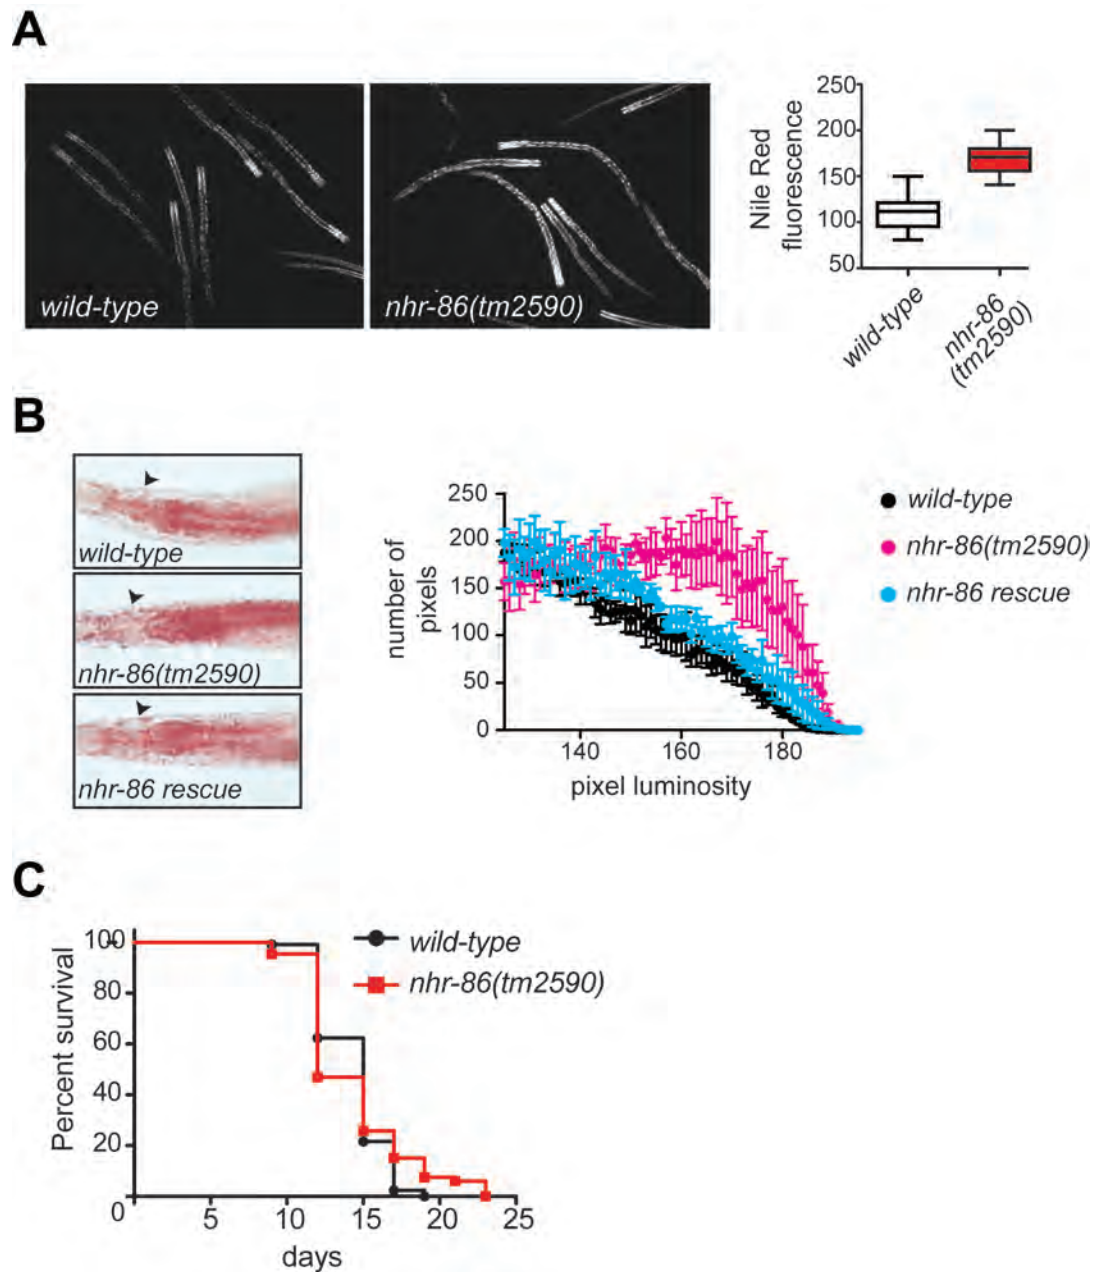 A
wild-type
nhr-86(tm2590)
Nile Red
fluorescence
250
200
150
100
50
wild-type
nhr-86
(tm2590)
B
wild-type
nhr-86(tm2590)
nhr-86 rescue
number of
pixels
250
200
150
100
50
0
140 160 180
pixel luminosity
wild-type
nhr-86(tm2590)
nhr-86 rescue
C
Percent survival
100
80
60
40
20
0
5 10 15 20 25
days
wild-type
nhr-86(tm2590)